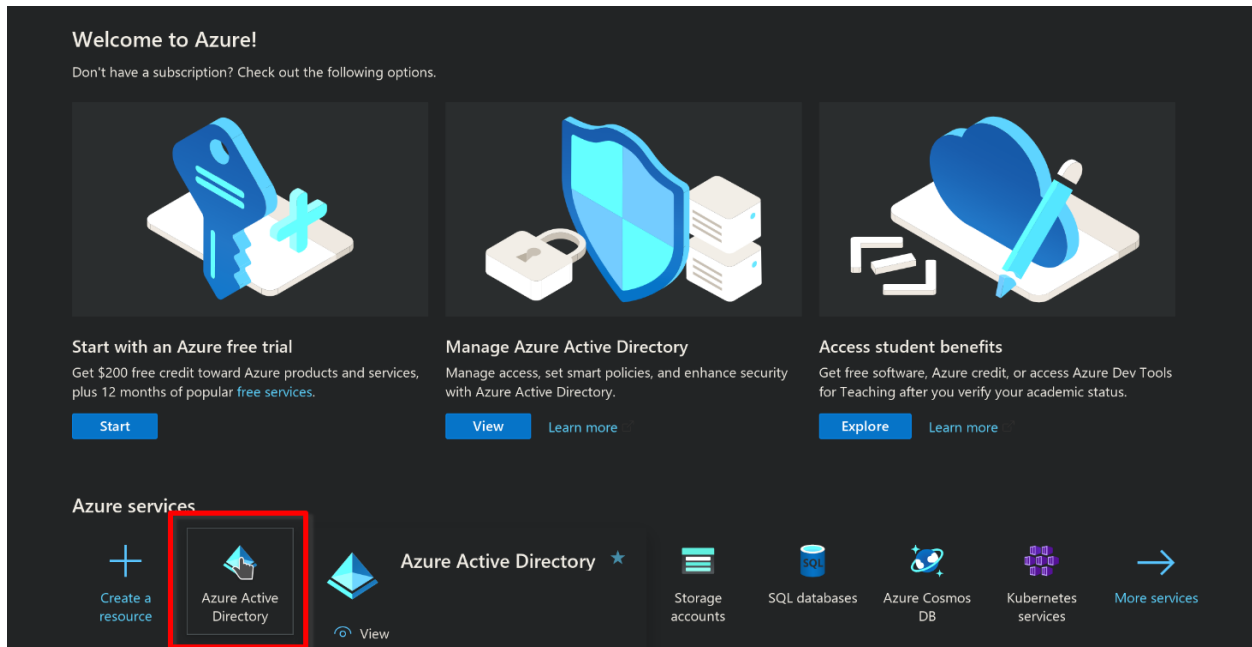 Welcome to Azure!
Don't have a subscription? Check out the following options.
Start with an Azure free trial
Get $200 free credit toward Azure products and services,
plus 12 months of popular free services.
Start
Manage Azure Active Directory
Manage access, set smart policies, and enhance security
with Azure Active Directory.
View
Learn more
Access student benefits
Get free software, Azure credit, or access Azure Dev Tools
for Teaching after you verify your academic status.
Explore
Learn more
Azure services
Create a
resource
Azure Active
Directory
Azure Active Directory
View
Storage
accounts
SQL
SQL databases
Azure Cosmos
DB
Kubernetes
services
More services